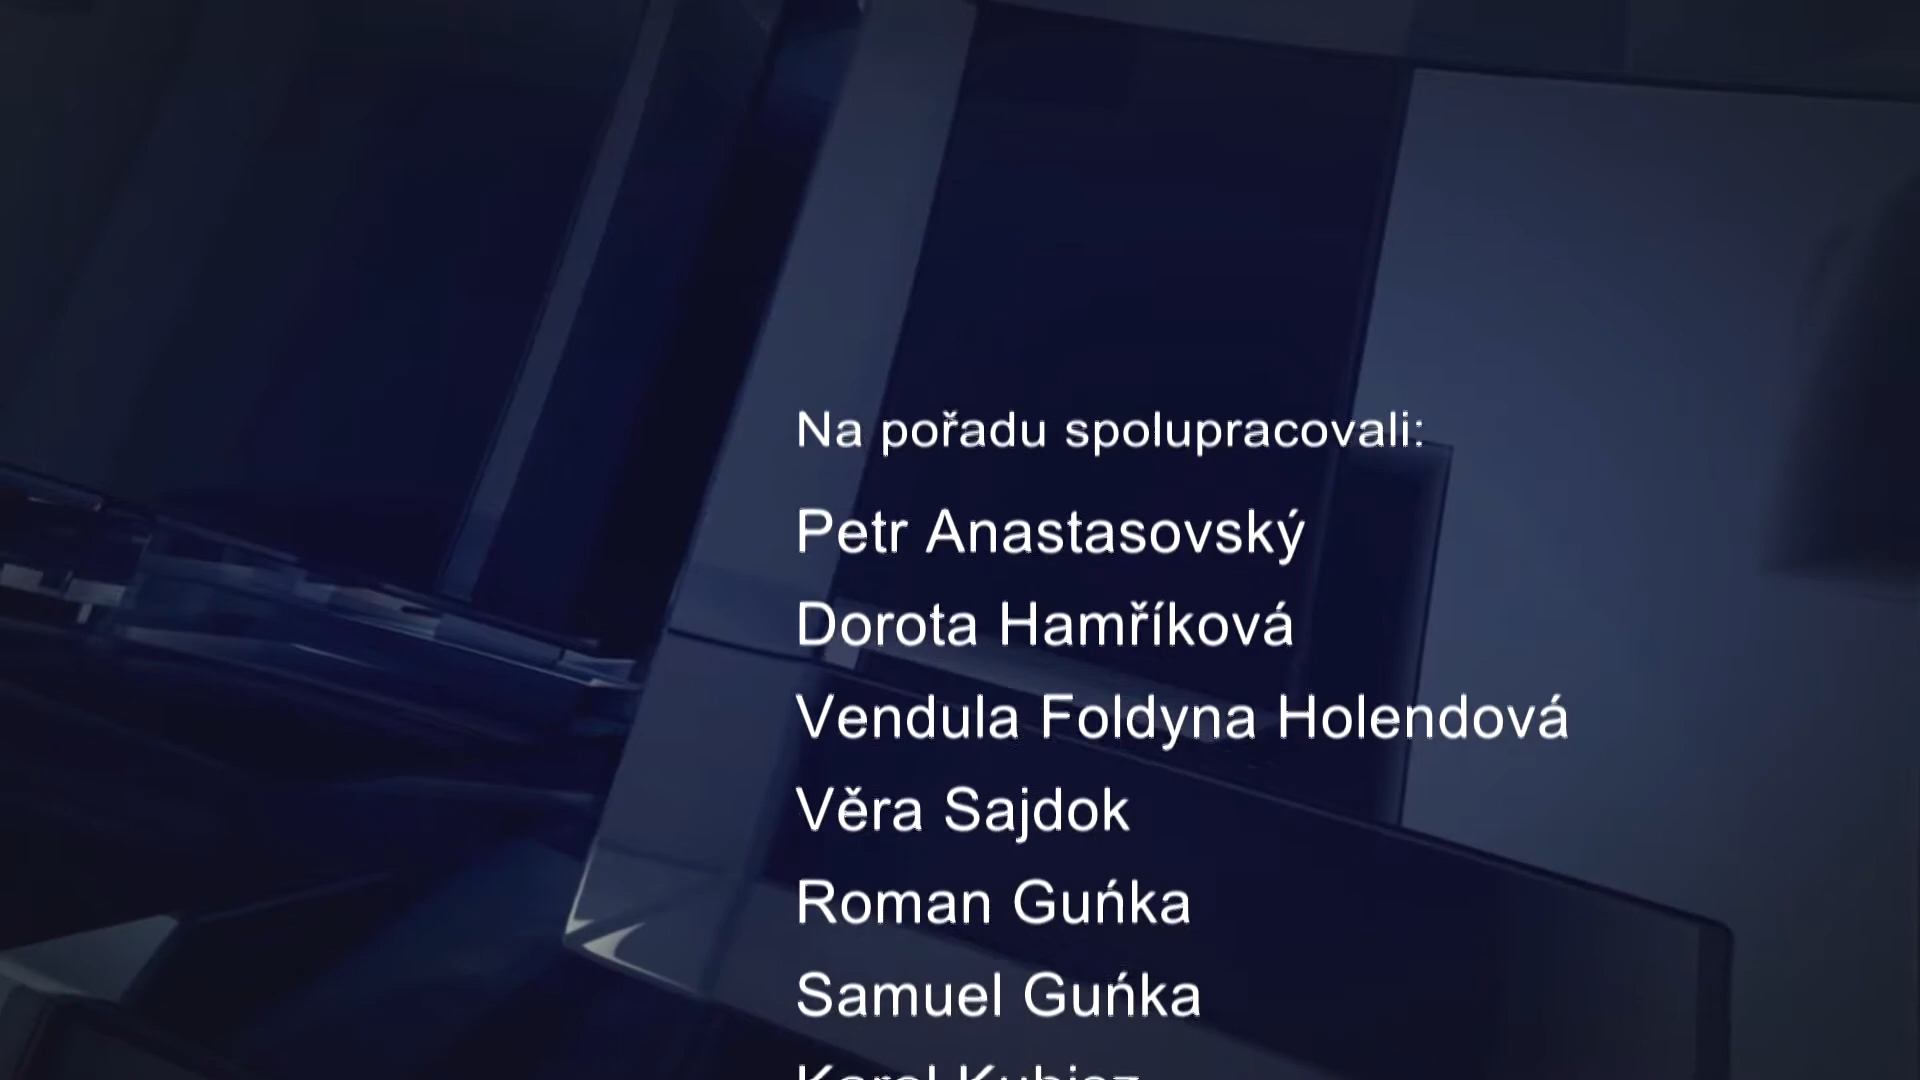 Na pořadu spolupracovali:
Petr Anastasovský
Dorota Hamříková
Vendula Foldyna Holendová
Věra Sajdok
Roman Guńka
Samuel Guńka